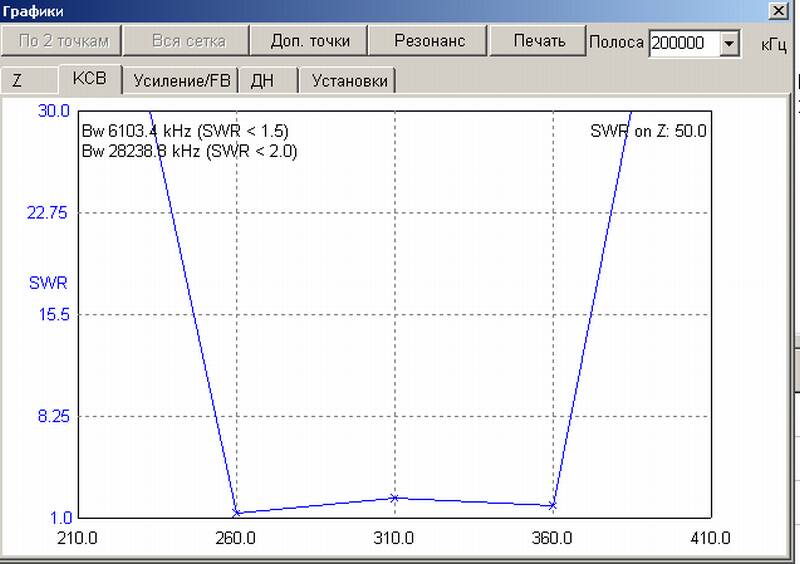 Графики
По 2 точкам Вся сетка Доп. точки Резонанс Печать Полоса 200000 кГц
Z КСВ Усиление/FB ДН Установки
30.0
Bw 6103.4 kHz (SWR < 1.5) SWR on Z: 50.0
Bw 28238.8 kHz (SWR < 2.0)
22.75
SWR
15.5
8.25
1.0
210.0 260.0 310.0 360.0 410.0